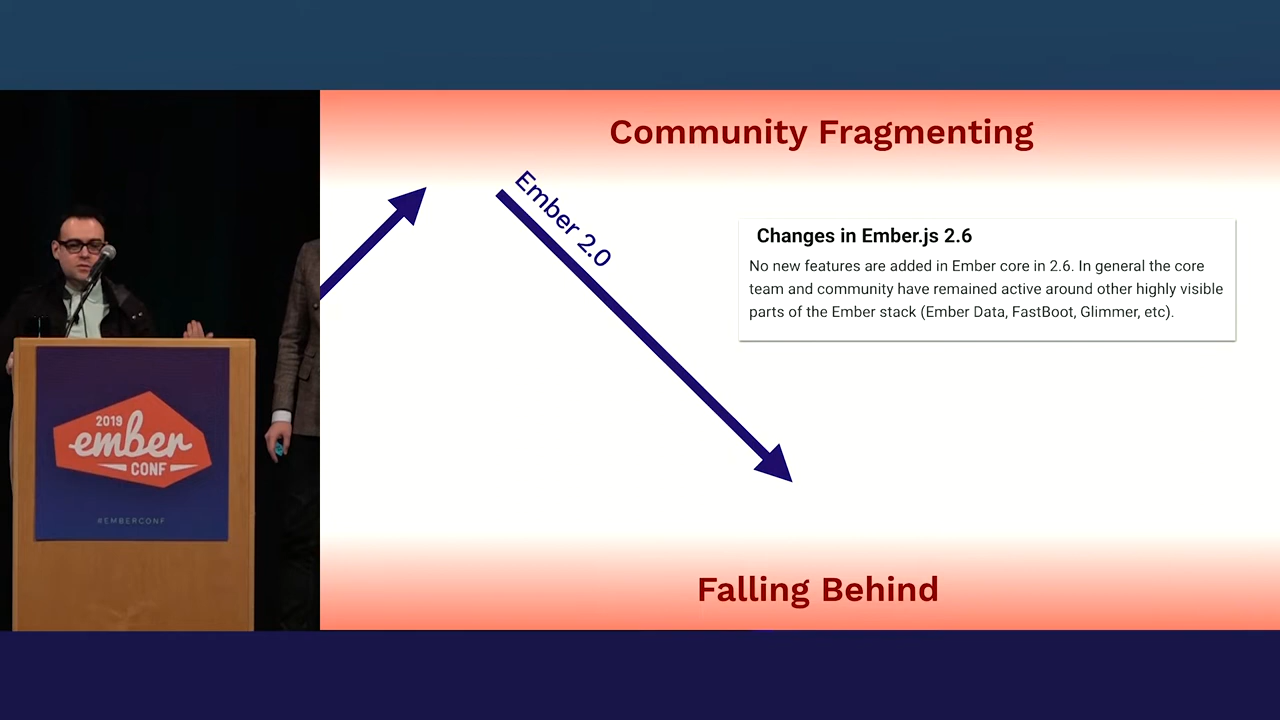 Community Fragmenting
Ember 2.0
Changes in Ember.js 2.6
No new features are added in Ember core in 2.6. In general the core
team and community have remained active around other highly visible
parts of the Ember stack (Ember Data, FastBoot, Glimmer, etc).
Falling Behind
2019
ember
CONF
#EMBERCONF